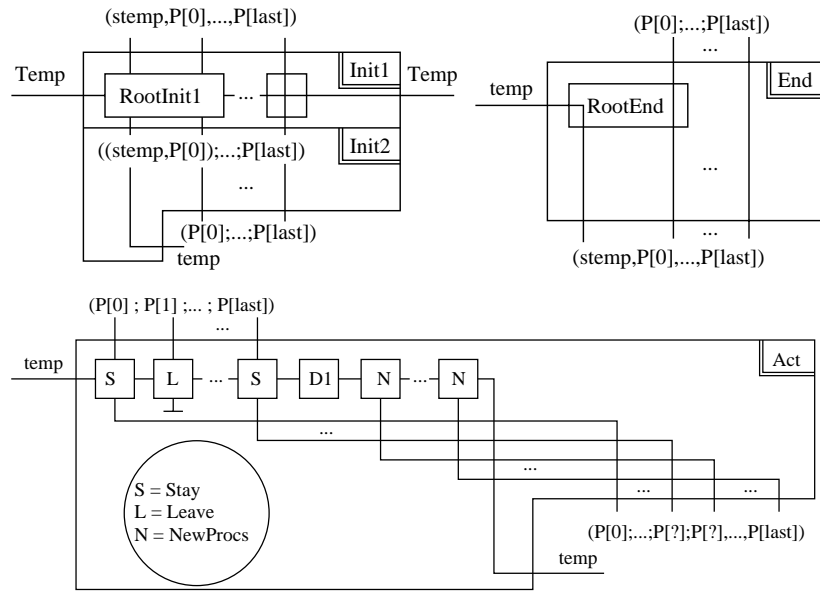 (stemp,P[0],...,P[last])
Temp
Init1
Temp
RootInit1
...
Init2
((stemp,P[0]);...;P[last])
...
(P[0];...;P[last])
temp
(P[0];...;P[last])
...
End
temp
RootEnd
...
...
(stemp,P[0],...,P[last])
(P[0] ; P[1] ;... ; P[last])
...
Act
temp
S
L
...
S
D1
N
...
N
...
...
S = Stay
L = Leave
N = NewProcs
... ... ...
(P[0];...;P[?];P[?],...,P[last])
temp